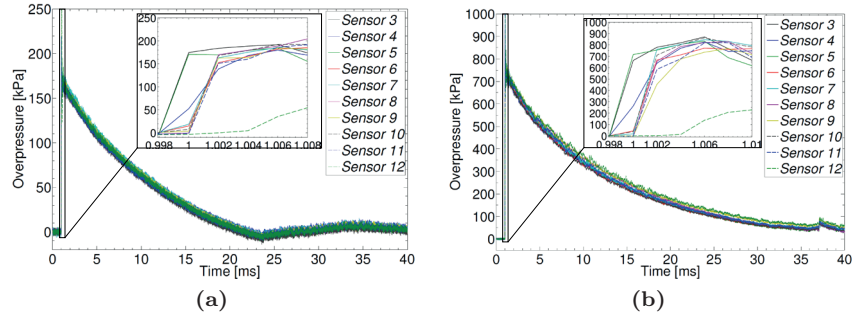 250
200
150
100
50
0
0 5 10 15 20 25 30 35 40
Overpressure [kPa]
Time [ms]
250
200
150
100
50
0
0.998 1 1.002 1.004 1.006 1.008
Sensor 3
Sensor 4
Sensor 5
Sensor 6
Sensor 7
Sensor 8
Sensor 9
Sensor 10
Sensor 11
Sensor 12
(a)
1000
900
800
700
600
500
400
300
200
100
0
0 5 10 15 20 25 30 35 40
Overpressure [kPa]
Time [ms]
1000
900
800
700
600
500
400
300
200
100
0
0.998 1.002 1.006 1.01
Sensor 3
Sensor 4
Sensor 5
Sensor 6
Sensor 7
Sensor 8
Sensor 9
Sensor 10
Sensor 11
Sensor 12
(b)